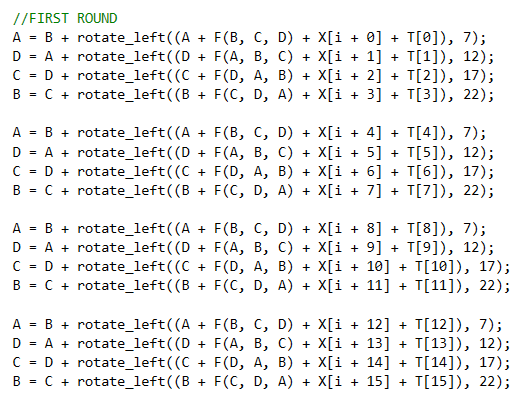 //FIRST ROUND
A = B + rotate_left((A + F(B, C, D) + X[i + 0] + T[0]), 7);
D = A + rotate_left((D + F(A, B, C) + X[i + 1] + T[1]), 12);
C = D + rotate_left((C + F(D, A, B) + X[i + 2] + T[2]), 17);
B = C + rotate_left((B + F(C, D, A) + X[i + 3] + T[3]), 22);
A = B + rotate_left((A + F(B, C, D) + X[i + 4] + T[4]), 7);
D = A + rotate_left((D + F(A, B, C) + X[i + 5] + T[5]), 12);
C = D + rotate_left((C + F(D, A, B) + X[i + 6] + T[6]), 17);
B = C + rotate_left((B + F(C, D, A) + X[i + 7] + T[7]), 22);
A = B + rotate_left((A + F(B, C, D) + X[i + 8] + T[8]), 7);
D = A + rotate_left((D + F(A, B, C) + X[i + 9] + T[9]), 12);
C = D + rotate_left((C + F(D, A, B) + X[i + 10] + T[10]), 17);
B = C + rotate_left((B + F(C, D, A) + X[i + 11] + T[11]), 22);
A = B + rotate_left((A + F(B, C, D) + X[i + 12] + T[12]), 7);
D = A + rotate_left((D + F(A, B, C) + X[i + 13] + T[13]), 12);
C = D + rotate_left((C + F(D, A, B) + X[i + 14] + T[14]), 17);
B = C + rotate_left((B + F(C, D, A) + X[i + 15] + T[15]), 22);